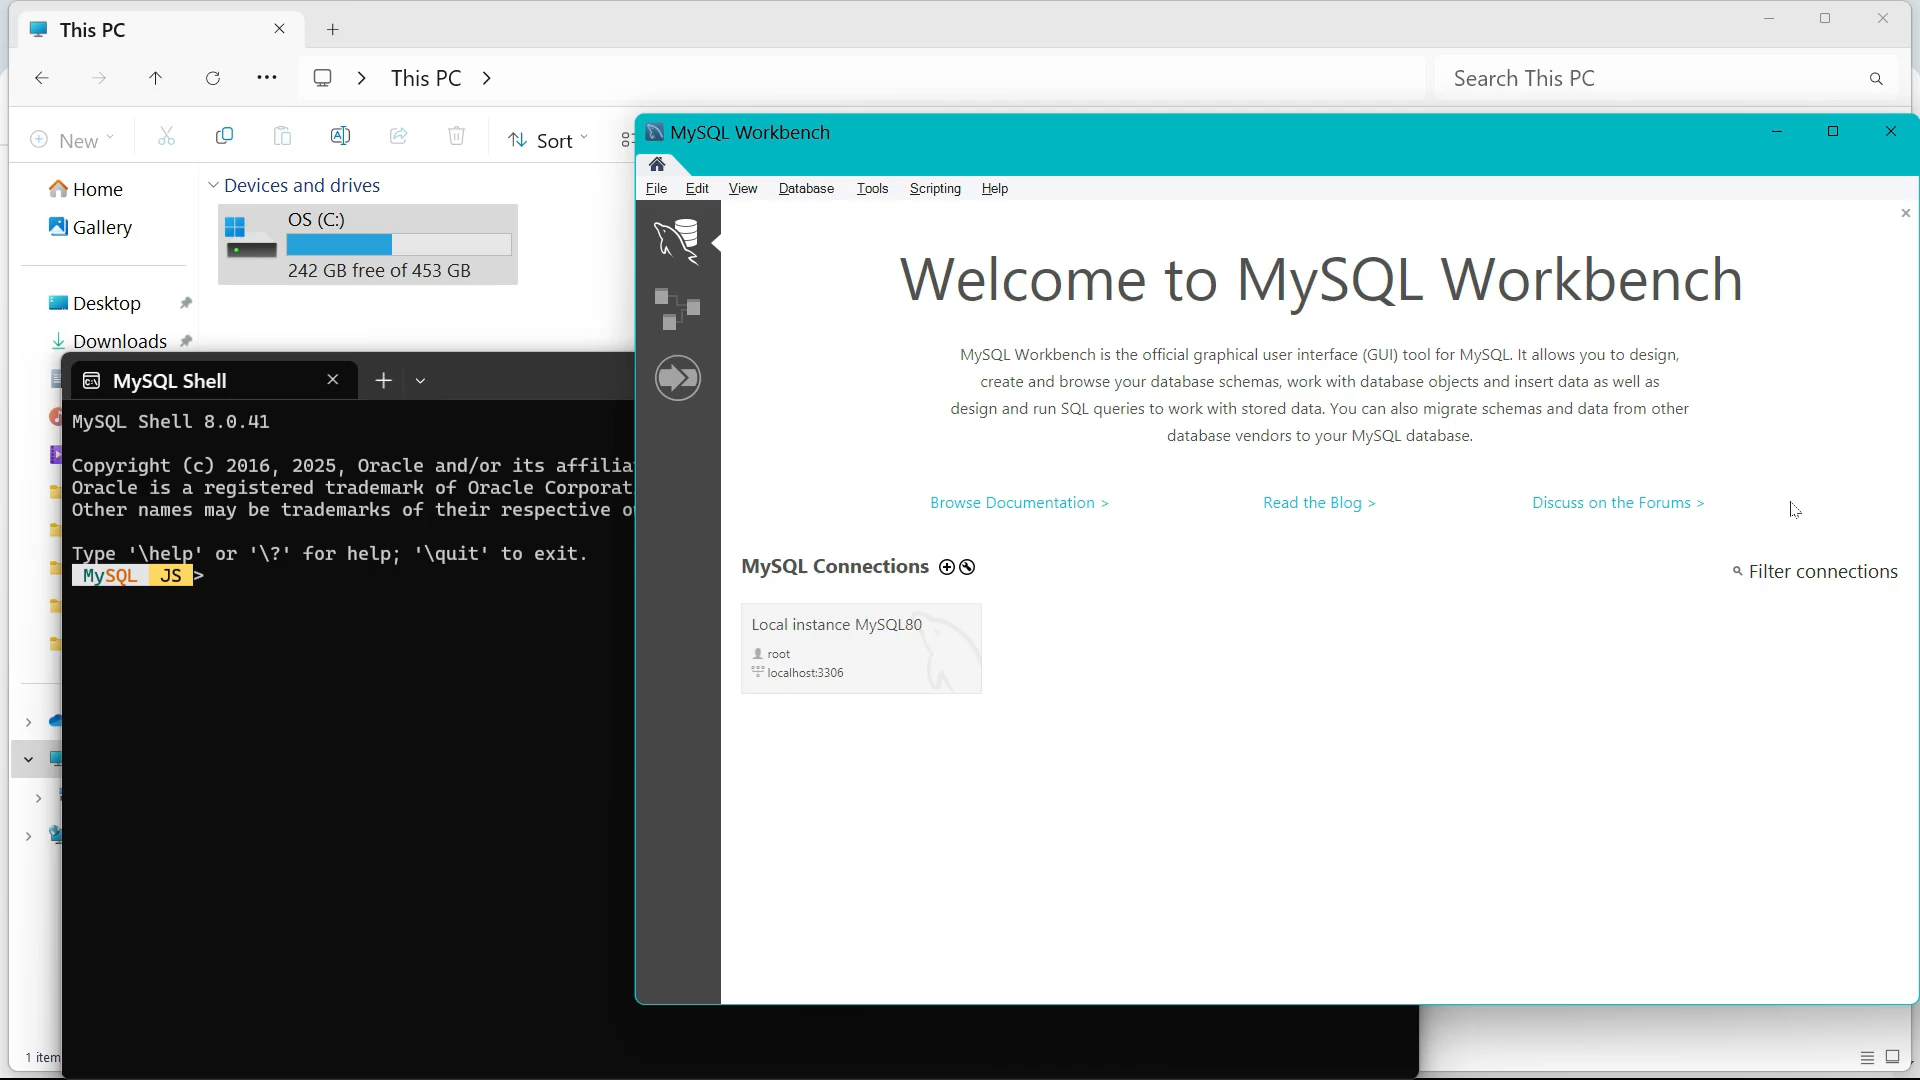 This PC
This PC
Search This PC
New
Sort
Home
Gallery
Desktop
Downloads
Devices and drives
OS (C:)
242 GB free of 453 GB
1 item
MySQL Shell
MySQL Shell 8.0.41
Copyright (c) 2016, 2025, Oracle and/or its affilia
Oracle is a registered trademark of Oracle Corporat
Other names may be trademarks of their respective o
Type '\help' or '\?' for help; '\quit' to exit.
MySQL JS >
MySQL Workbench
File Edit View Database Tools Scripting Help
Welcome to MySQL Workbench
MySQL Workbench is the official graphical user interface (GUI) tool for MySQL. It allows you to design,
create and browse your database schemas, work with database objects and insert data as well as
design and run SQL queries to work with stored data. You can also migrate schemas and data from other
database vendors to your MySQL database.
Browse Documentation > Read the Blog > Discuss on the Forums >
MySQL Connections
Filter connections
Local instance MySQL80
root
localhost:3306